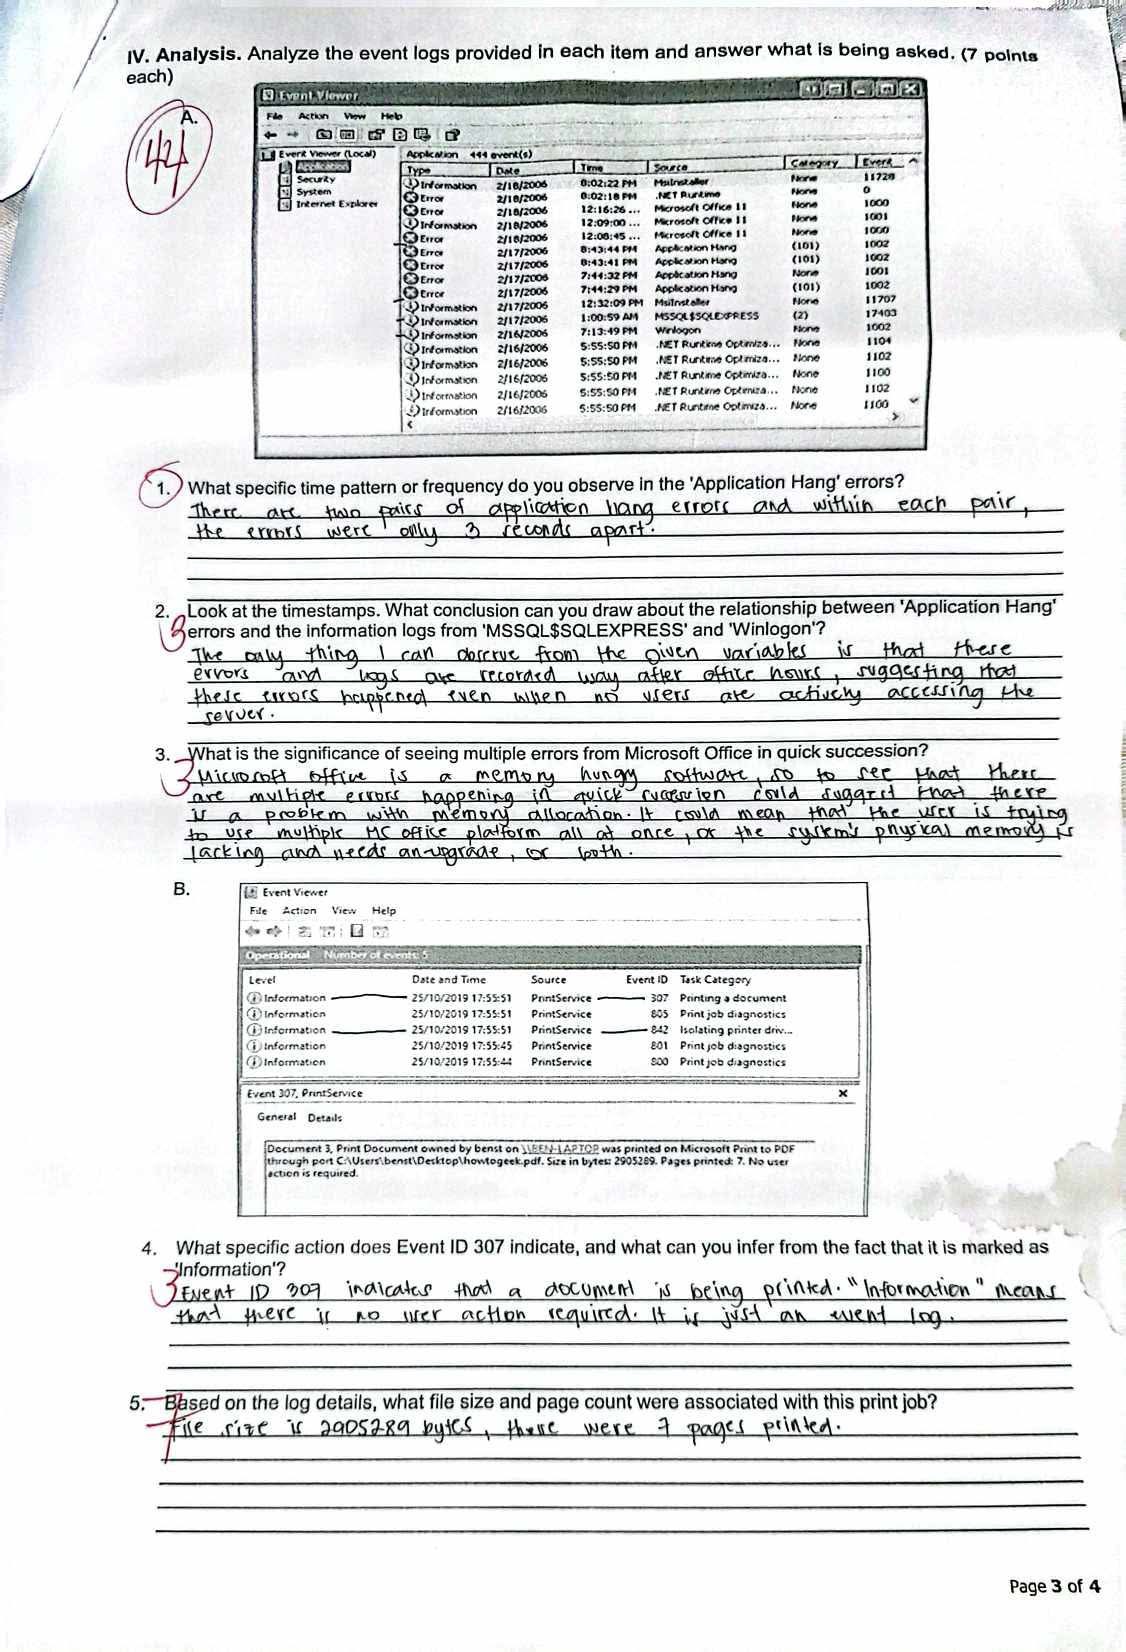 IV. Analysis. Analyze the event logs provided in each item and answer what is being asked. (7 points
each)
A.
44
Event Viewer
File Action View Help
Event Viewer (Local)
Application
Security
System
Internet Explorer
Application 444 event(s)
Type Date Time Source Category Event
Information 2/18/2006 8:02:22 PM MsiInstaller None 11728
Error 2/18/2006 8:02:18 PM .NET Runtime None 0
Error 2/18/2006 12:16:26 ... Microsoft Office 11 None 1000
Information 2/18/2006 12:09:00 ... Microsoft Office 11 None 1001
Error 2/18/2006 12:08:45 ... Microsoft Office 11 None 1000
Error 2/17/2006 8:43:44 PM Application Hang (101) 1002
Error 2/17/2006 8:43:41 PM Application Hang (101) 1002
Error 2/17/2006 7:44:32 PM Application Hang None 1001
Error 2/17/2006 7:44:29 PM Application Hang (101) 1002
Information 2/17/2006 12:32:09 PM MsiInstaller None 11707
Information 2/17/2006 1:00:59 AM MSSQL$SQLEXPRESS (2) 17403
Information 2/16/2006 7:13:49 PM Winlogon None 1002
Information 2/16/2006 5:55:50 PM .NET Runtime Optimiza... None 1104
Information 2/16/2006 5:55:50 PM .NET Runtime Optimiza... None 1102
Information 2/16/2006 5:55:50 PM .NET Runtime Optimiza... None 1100
Information 2/16/2006 5:55:50 PM .NET Runtime Optimiza... None 1102
Information 2/16/2006 5:55:50 PM .NET Runtime Optimiza... None 1100
1. What specific time pattern or frequency do you observe in the 'Application Hang' errors?
There are two pairs of application hang errors and within each pair,
the errors were only 3 seconds apart.
2. Look at the timestamps. What conclusion can you draw about the relationship between 'Application Hang'
3 errors and the information logs from 'MSSQL$SQLEXPRESS' and 'Winlogon'?
The only thing I can observe from the given variables is that these
errors and logs are recorded way after office hours, suggesting that
these errors happened even when no users are actively accessing the
server.
3. What is the significance of seeing multiple errors from Microsoft Office in quick succession?
3 Microsoft office is a memory hungy software, so to see that there
are multiple errors happening in quick succession could suggest that there
is a problem with memory allocation. It could mean that the user is trying
to use multiple MS office platform all at once, or the system's physical memory is
lacking and needs an upgrade, or both.
B.
Event Viewer
File Action View Help
Operational Number of events: 5
Level Date and Time Source Event ID Task Category
Information 25/10/2019 17:55:51 PrintService 307 Printing a document
Information 25/10/2019 17:55:51 PrintService 805 Print job diagnostics
Information 25/10/2019 17:55:51 PrintService 842 Isolating printer driv...
Information 25/10/2019 17:55:45 PrintService 801 Print job diagnostics
Information 25/10/2019 17:55:44 PrintService 800 Print job diagnostics
Event 307, PrintService
General Details
Document 3, Print Document owned by benst on \\BEN-LAPTOP was printed on Microsoft Print to PDF
through port C:\Users\benst\Desktop\howtogeek.pdf. Size in bytes: 2905289. Pages printed: 7. No user
action is required.
4. What specific action does Event ID 307 indicate, and what can you infer from the fact that it is marked as
'Information'?
3 Event ID 307 indicates that a document is being printed. "Information" means
that there is no user action required. It is just an event log.
5. Based on the log details, what file size and page count were associated with this print job?
File size is 2905289 bytes, there were 7 pages printed.
Page 3 of 4